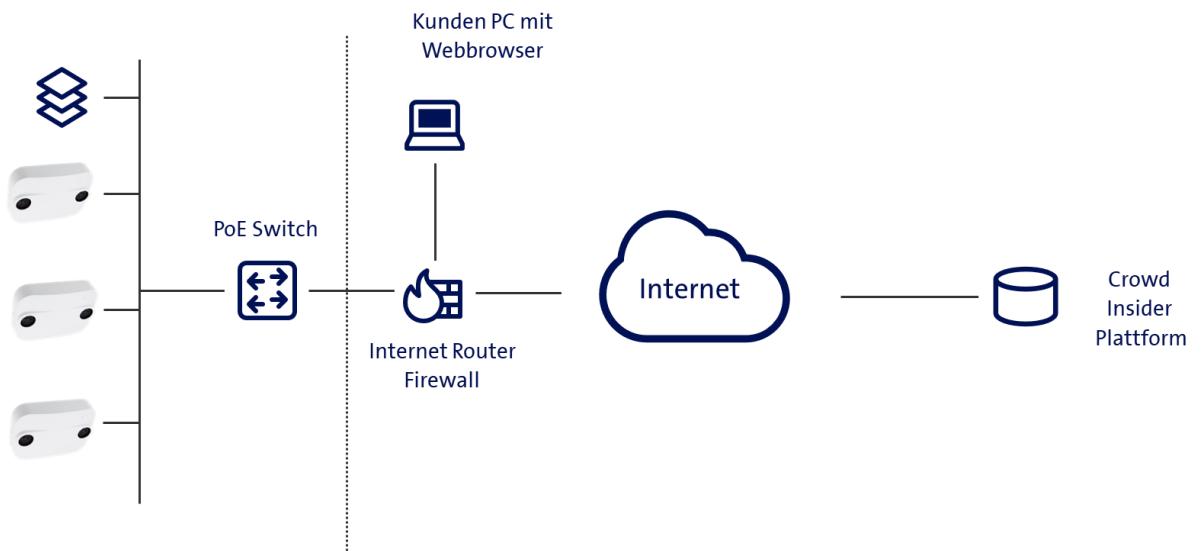 Kunden PC mit
Webbrowser
PoE Switch
Internet Router
Firewall
Internet
Crowd
Insider
Plattform